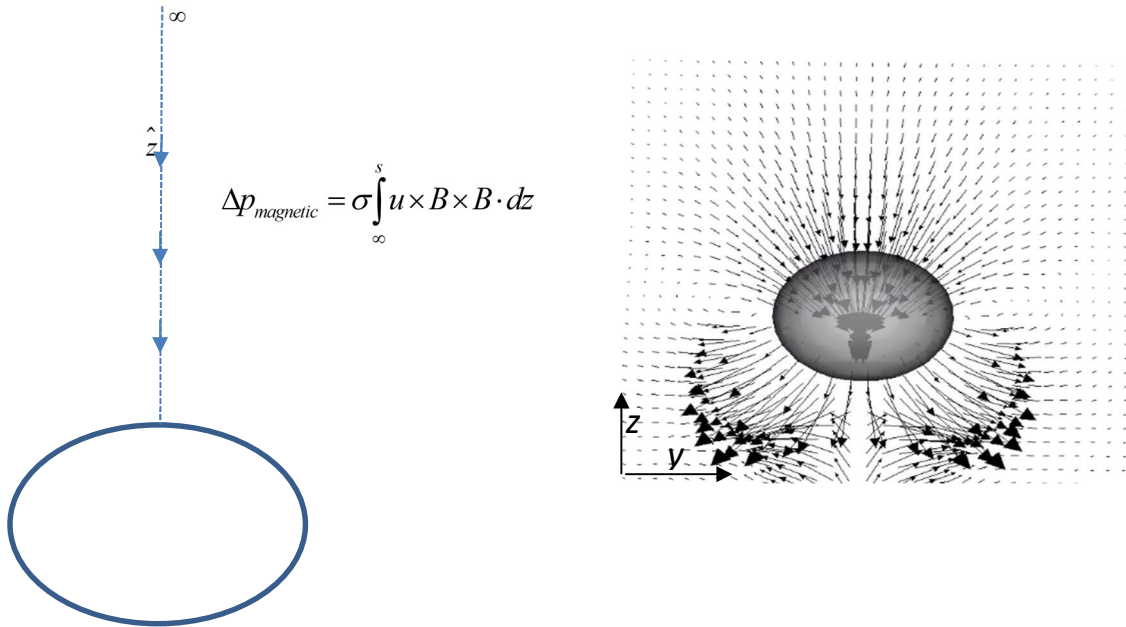 ∞
ẑ
Δp_magnetic = σ∫_∞^s u × B × B · dz
z
y